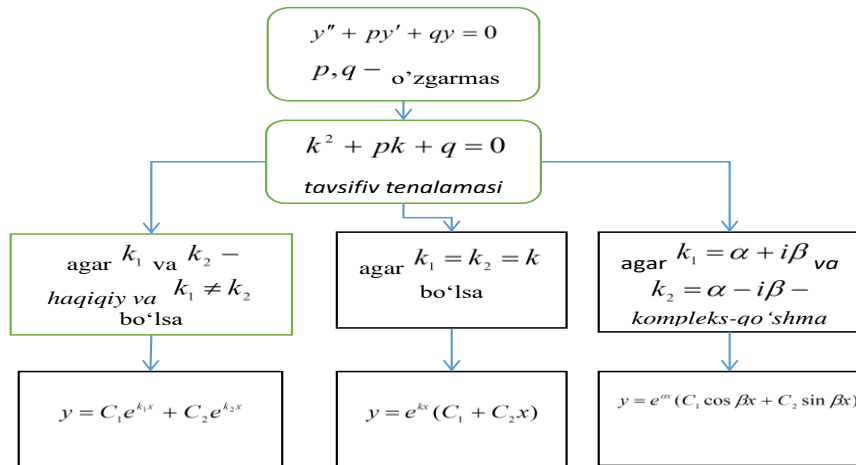 y″ + py′ + qy = 0
p, q − o'zgarmas
k² + pk + q = 0
tavsifiv tenalamasi
agar k₁ va k₂ −
haqiqiy va k₁ ≠ k₂
bo‘lsa
agar k₁ = k₂ = k
bo‘lsa
agar k₁ = α + iβ va
k₂ = α − iβ −
kompleks-qo‘shma
y = C₁e^{k₁x} + C₂e^{k₂x}
y = e^{kx}(C₁ + C₂x)
y = e^{αx}(C₁ cos βx + C₂ sin βx)